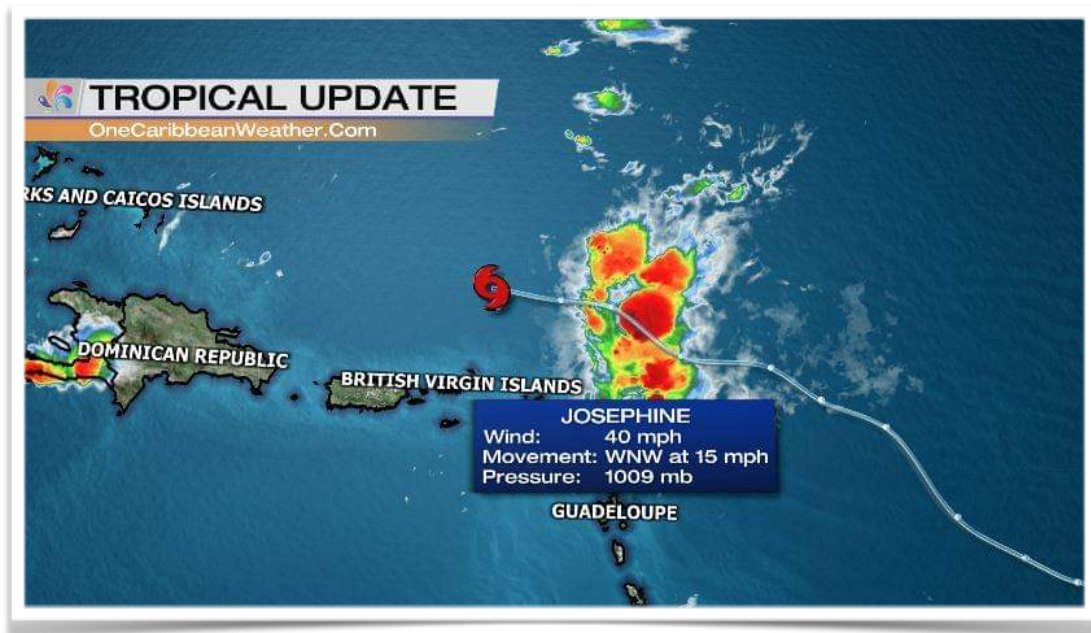 TROPICAL UPDATE
OneCaribbeanWeather.Com
RKS AND CAICOS ISLANDS
DOMINICAN REPUBLIC
BRITISH VIRGIN ISLANDS
JOSEPHINE
Wind: 40 mph
Movement: WNW at 15 mph
Pressure: 1009 mb
GUADELOUPE